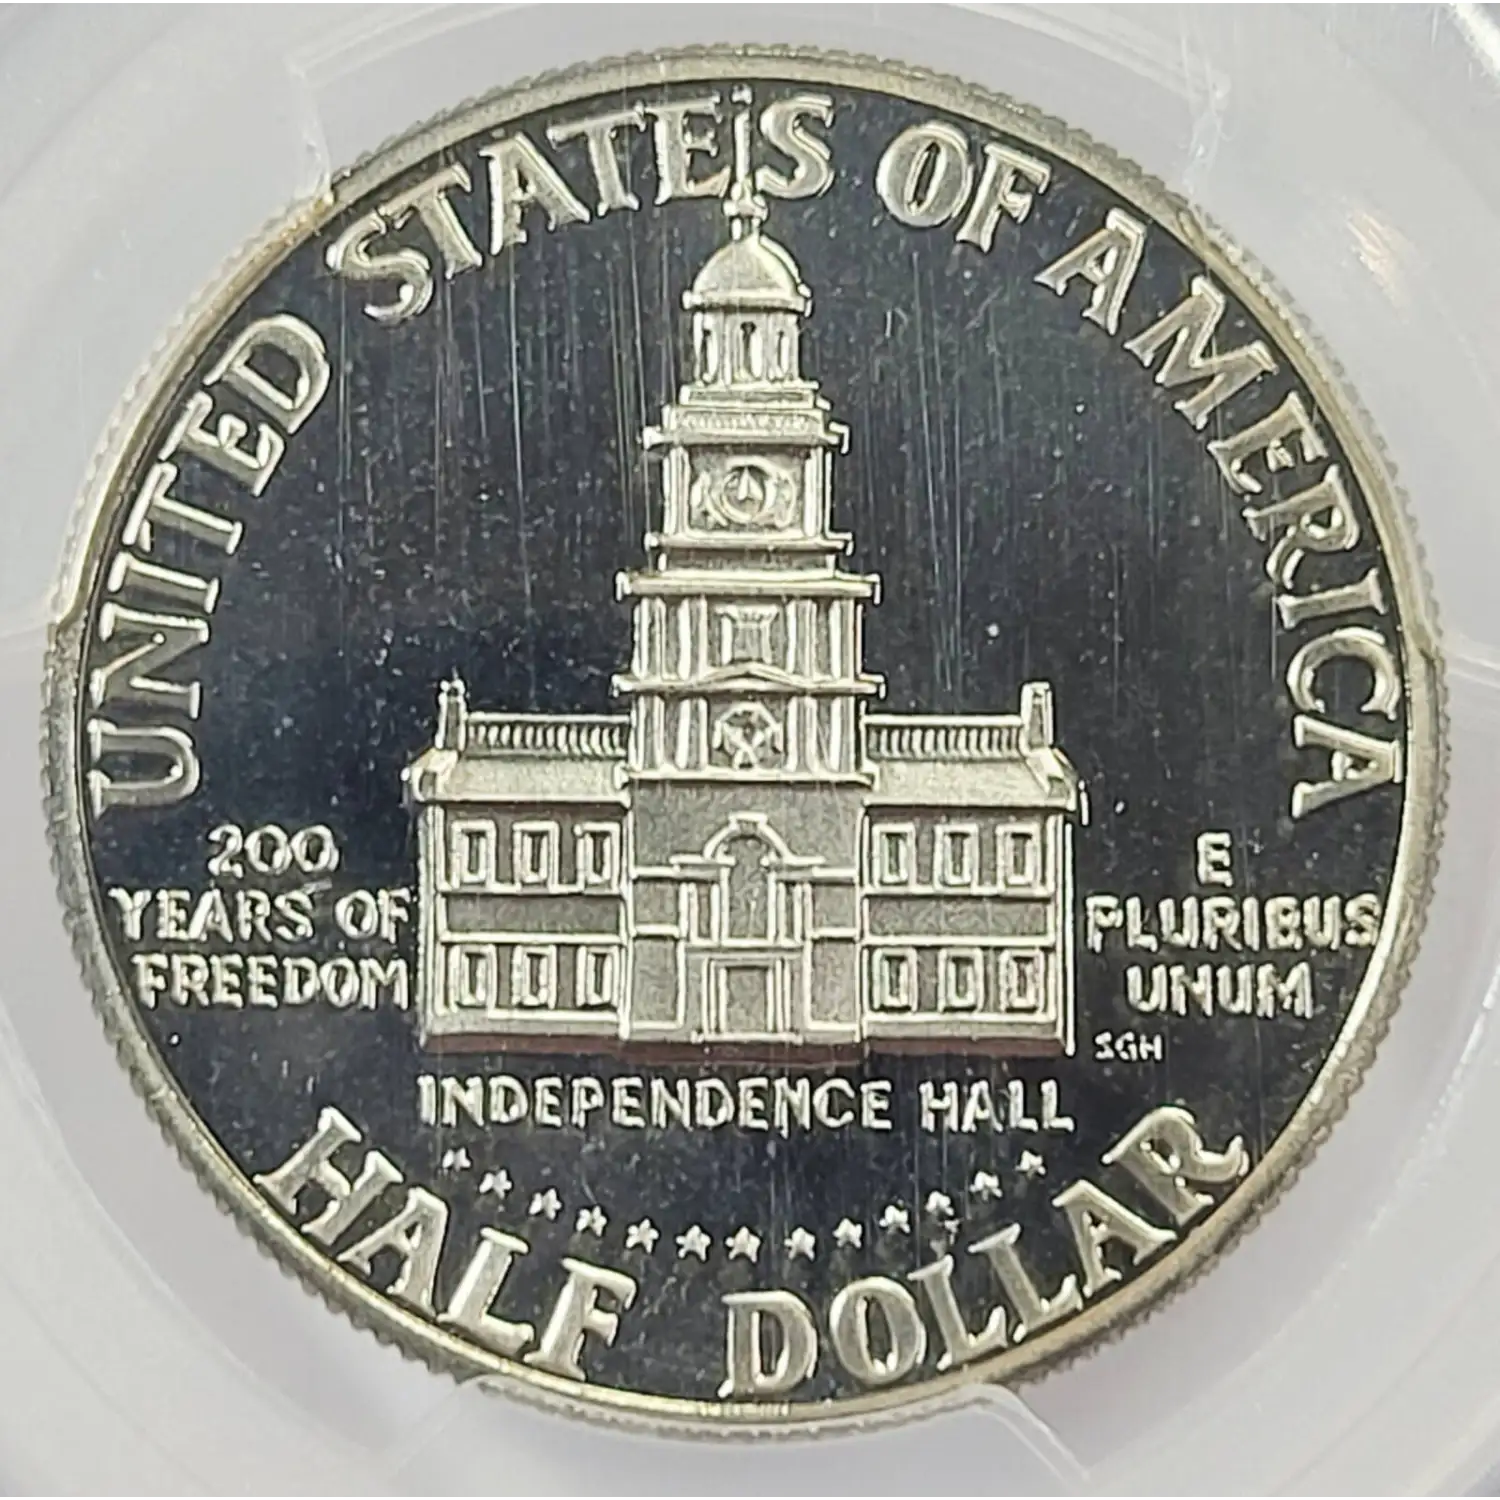 UNITED STATES OF AMERICA
200
YEARS OF
FREEDOM
E
PLURIBUS
UNUM
SGH
INDEPENDENCE HALL
HALF DOLLAR